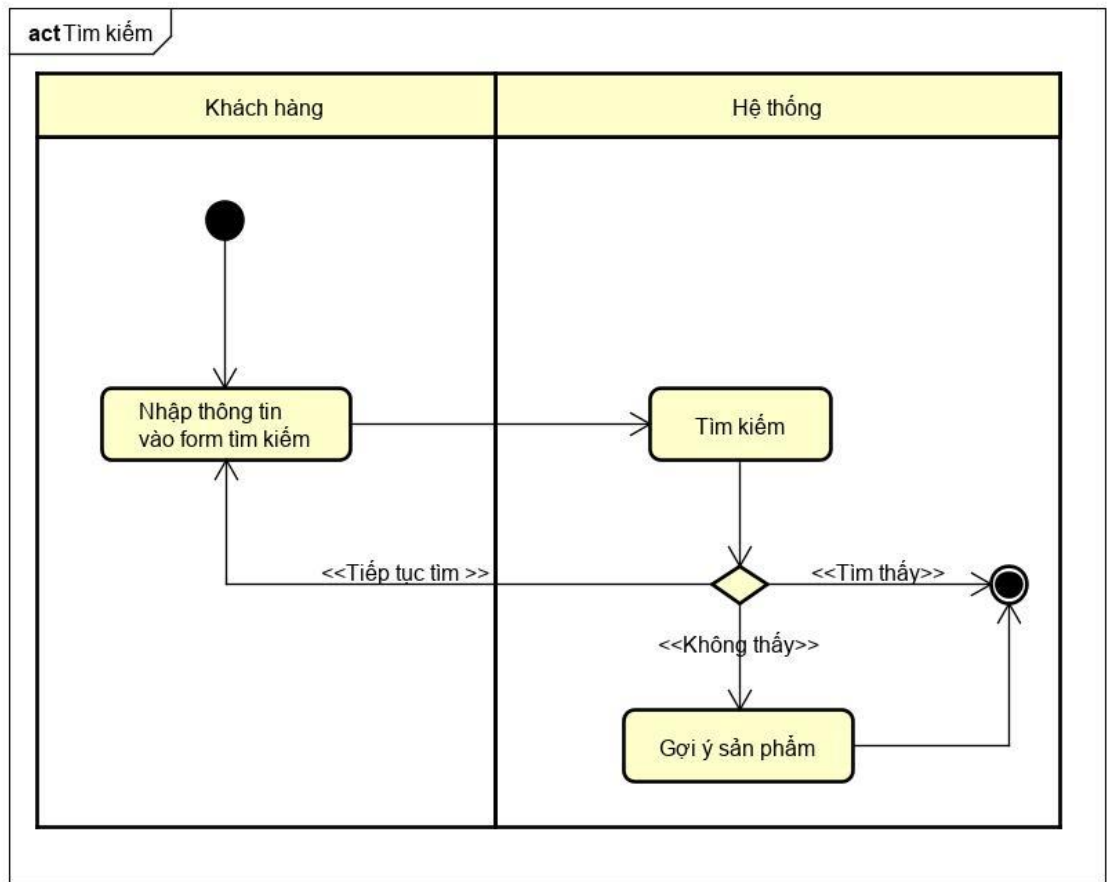 act Tìm kiếm
Khách hàng
Hệ thống
Nhập thông tin
vào form tìm kiếm
Tìm kiếm
<<Tiếp tục tìm >>
<<Tìm thấy>>
<<Không thấy>>
Gợi ý sản phẩm